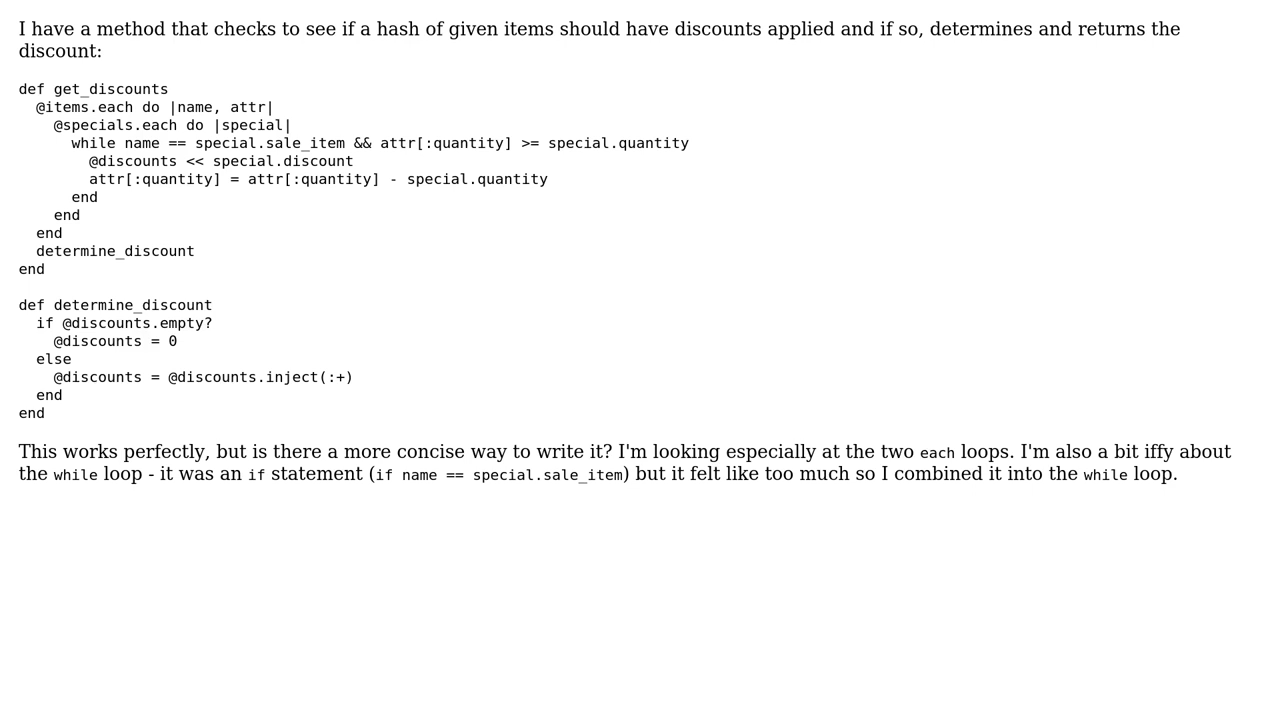 I have a method that checks to see if a hash of given items should have discounts applied and if so, determines and returns the
discount:
def get_discounts
  @items.each do |name, attr|
    @specials.each do |special|
      while name == special.sale_item && attr[:quantity] >= special.quantity
        @discounts << special.discount
        attr[:quantity] = attr[:quantity] - special.quantity
      end
    end
  end
  determine_discount
end

def determine_discount
  if @discounts.empty?
    @discounts = 0
  else
    @discounts = @discounts.inject(:+)
  end
end
This works perfectly, but is there a more concise way to write it? I'm looking especially at the two each loops. I'm also a bit iffy about
the while loop - it was an if statement (if name == special.sale_item) but it felt like too much so I combined it into the while loop.